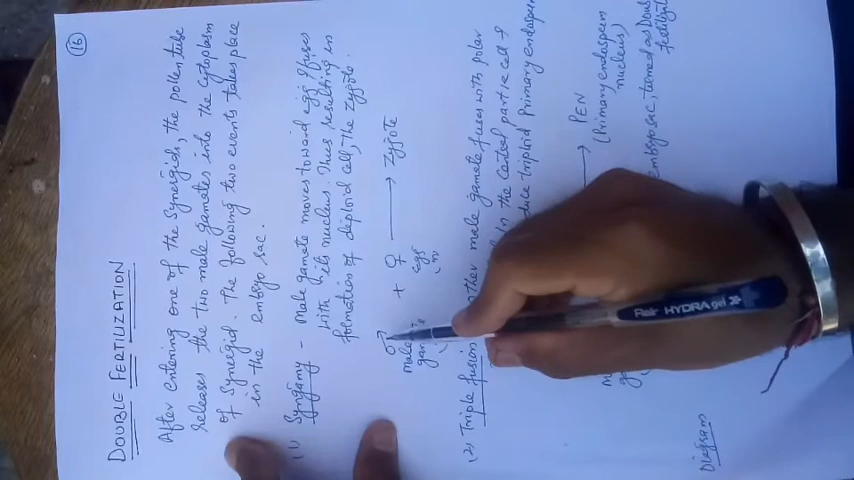 16
DOUBLE FERTILIZATION
After entering one of the Synergids, the pollen tube
releases the two male gametes into the cytoplasm
of Synergid. The following two events takes place
in the embryo sac.
(1) Syngamy - Male gamete moves toward egg & fuses
with its nucleus. Thus resulting in
formation of diploid cell, the zygote.
♂ + ♀ → Zygote
male egg
(n
(2) Triple fusion other male gamete fuses with polar
in the central part cell &
triploid Primary endosperm
→ PEN
(Primary endosperm
nucleus)
embryo sac, termed as Double
fertilization
Diagram
Flair HYDRA gel